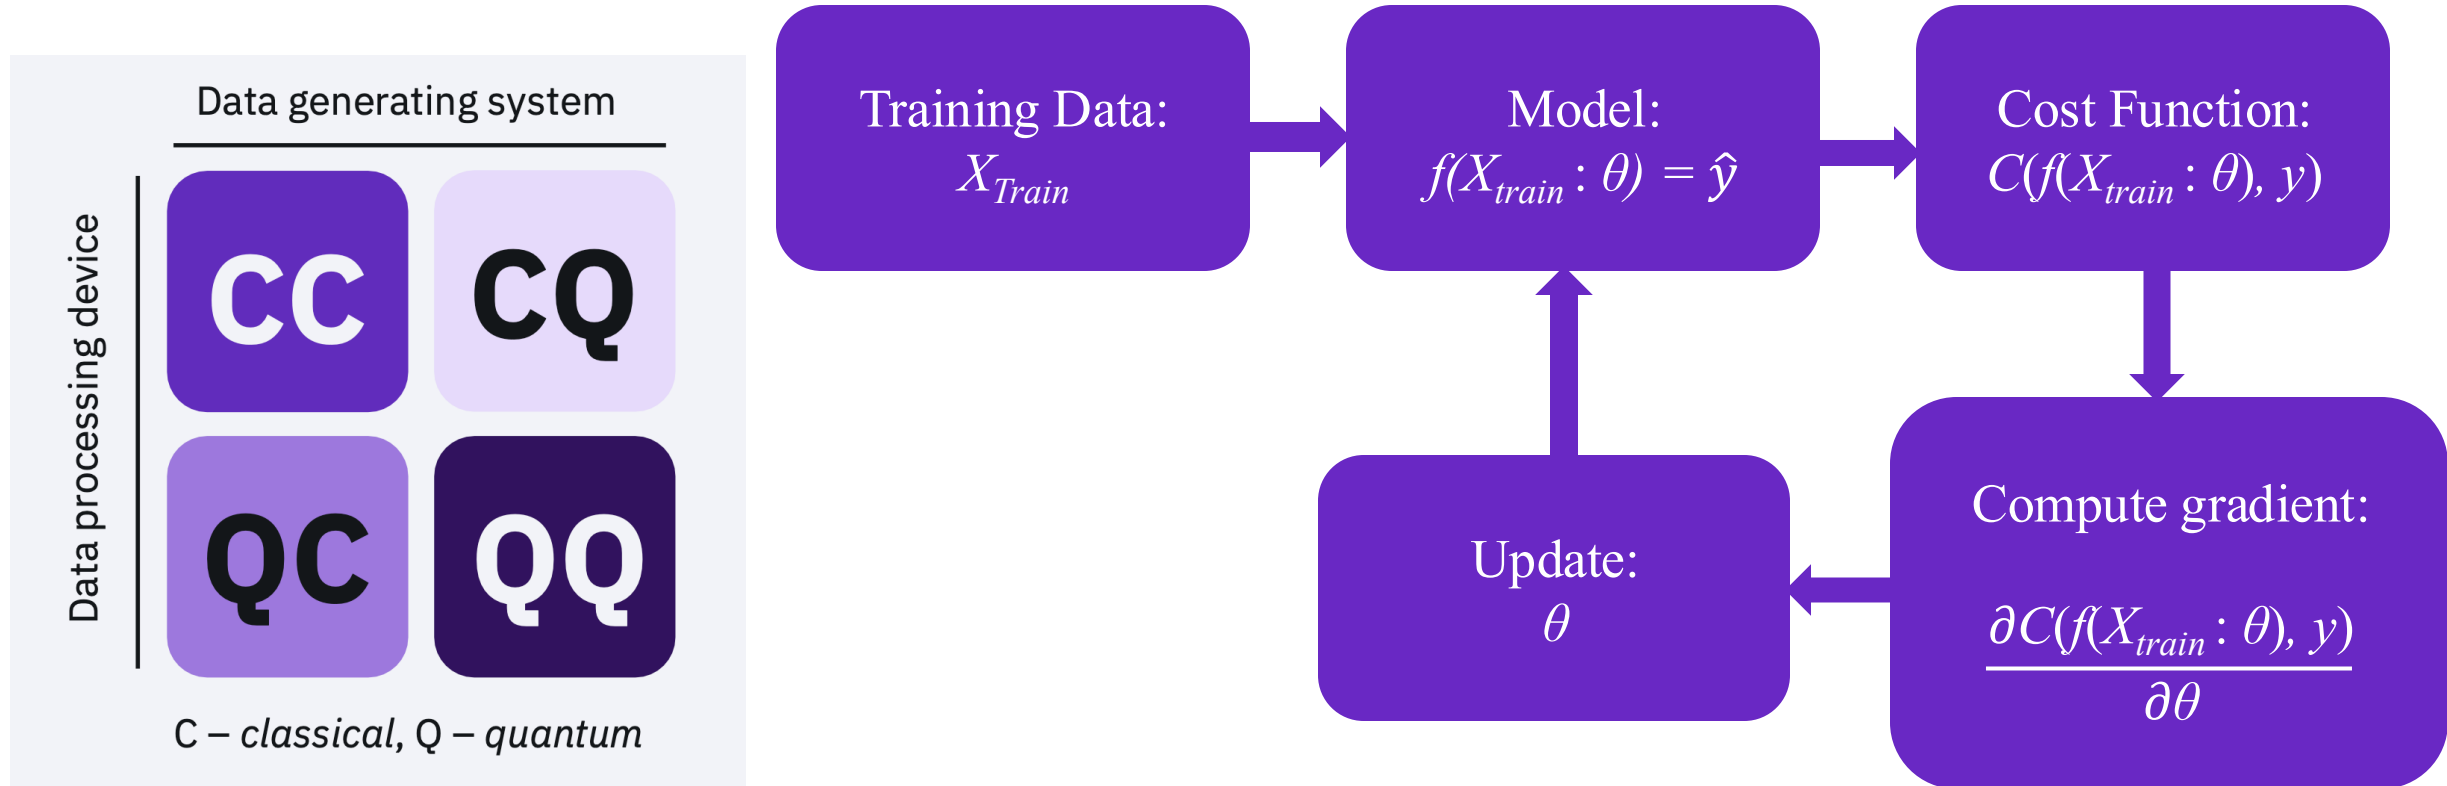 Data generating system
Data processing device
CC
CQ
QC
QQ
C – classical, Q – quantum
Training Data:
X_Train
Model:
f(X_train : θ) = ŷ
Cost Function:
C(f(X_train : θ), y)
Compute gradient:
∂C(f(X_train : θ), y)
∂θ
Update:
θ